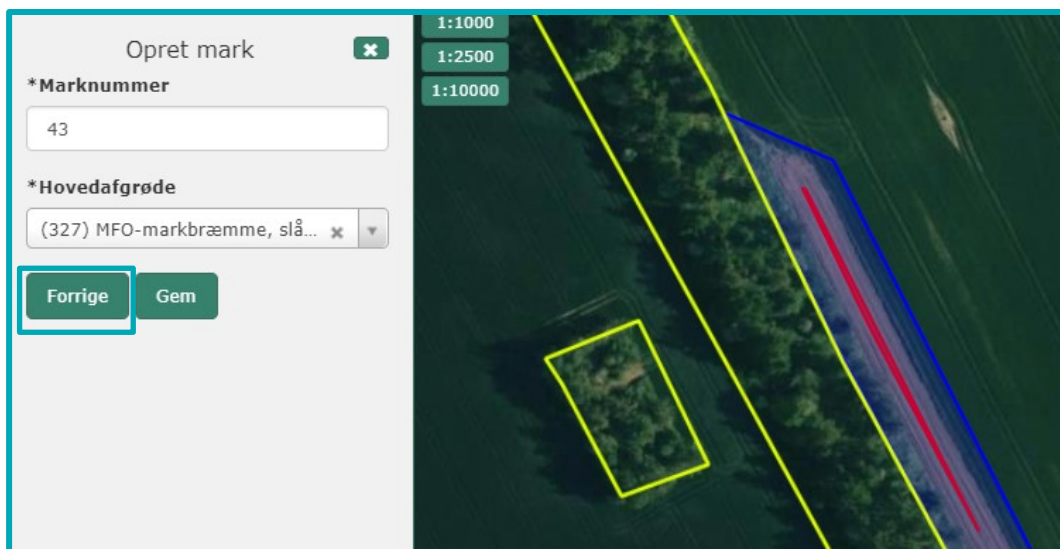 Opret mark
*Marknummer
43
*Hovedafgrøde
(327) MFO-markbræmme, slå...
Forrige
Gem
1:1000
1:2500
1:10000